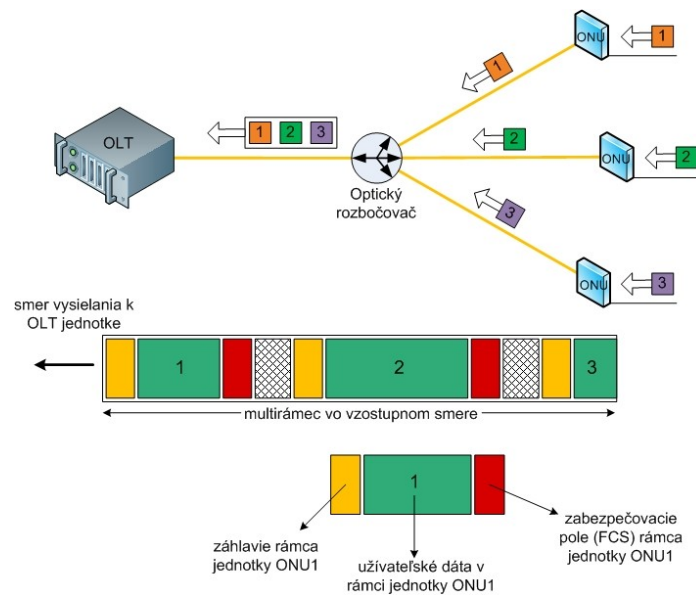 ONU
1
1
OLT
1
2
3
2
ONU
2
Optický
rozbočovač
3
ONU
3
smer vysielania k
OLT jednotke
1
2
3
multirámec vo vzostupnom smere
1
záhlavie rámca
jednotky ONU1
užívateľské dáta v
rámci jednotky ONU1
zabezpečovacie
pole (FCS) rámca
jednotky ONU1